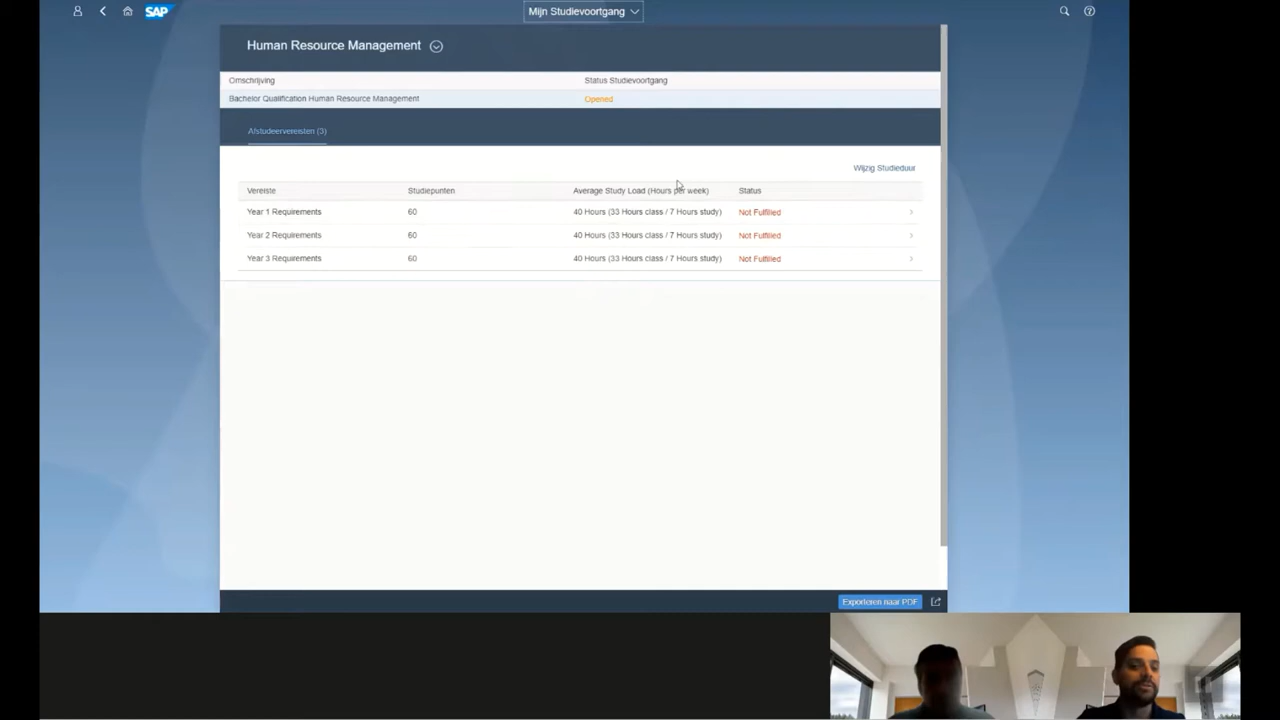 SAP
Mijn Studievoortgang
Human Resource Management
Omschrijving Status Studievoortgang
Bachelor Qualification Human Resource Management Opened
Afstudeervereisten (3)
Wijzig Studieduur
Vereiste Studiepunten Average Study Load (Hours per week) Status
Year 1 Requirements 60 40 Hours (33 Hours class / 7 Hours study) Not Fulfilled
Year 2 Requirements 60 40 Hours (33 Hours class / 7 Hours study) Not Fulfilled
Year 3 Requirements 60 40 Hours (33 Hours class / 7 Hours study) Not Fulfilled
Exporteren naar PDF